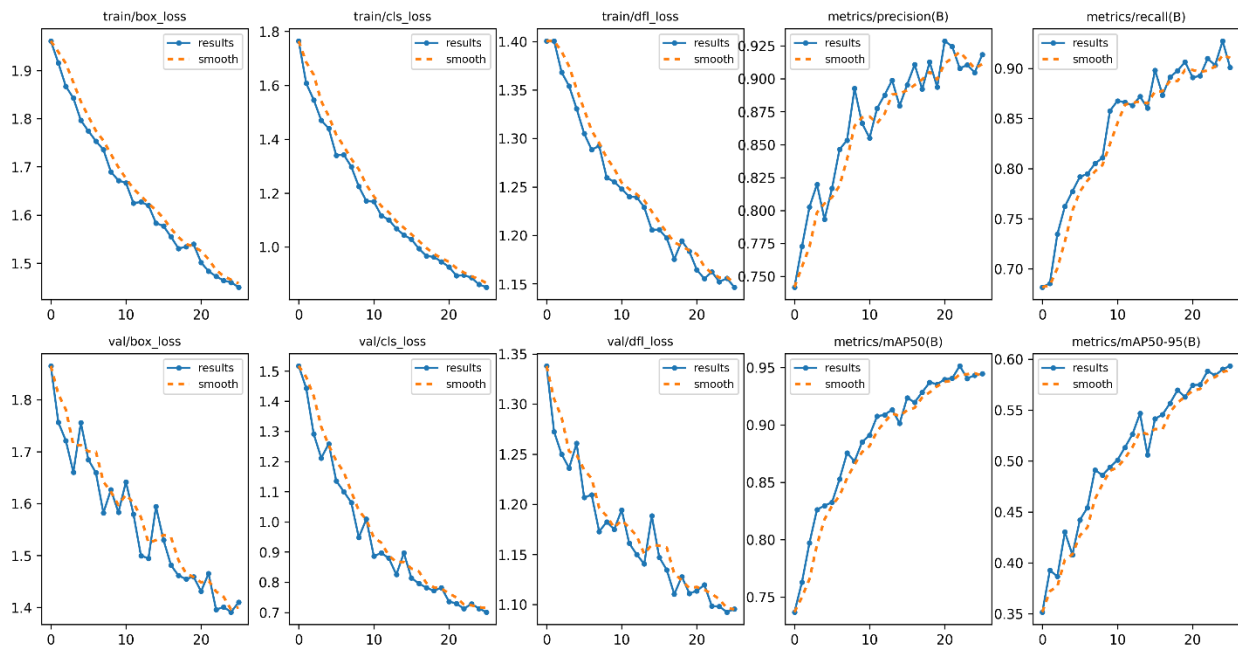 train/box_loss
train/cls_loss
train/dfl_loss
metrics/precision(B)
metrics/recall(B)
results
smooth
1.9
1.8
1.7
1.6
1.5
0 10 20
results
smooth
1.8
1.6
1.4
1.2
1.0
0 10 20
results
smooth
1.40
1.35
1.30
1.25
1.20
1.15
0 10 20
results
smooth
0.925
0.900
0.875
0.850
0.825
0.800
0.775
0.750
0 10 20
results
smooth
0.90
0.85
0.80
0.75
0.70
0 10 20
val/box_loss
val/cls_loss
val/dfl_loss
metrics/mAP50(B)
metrics/mAP50-95(B)
results
smooth
1.8
1.7
1.6
1.5
1.4
0 10 20
results
smooth
1.5
1.4
1.3
1.2
1.1
1.0
0.9
0.8
0.7
0 10 20
results
smooth
1.35
1.30
1.25
1.20
1.15
1.10
0 10 20
results
smooth
0.95
0.90
0.85
0.80
0.75
0 10 20
results
smooth
0.60
0.55
0.50
0.45
0.40
0.35
0 10 20